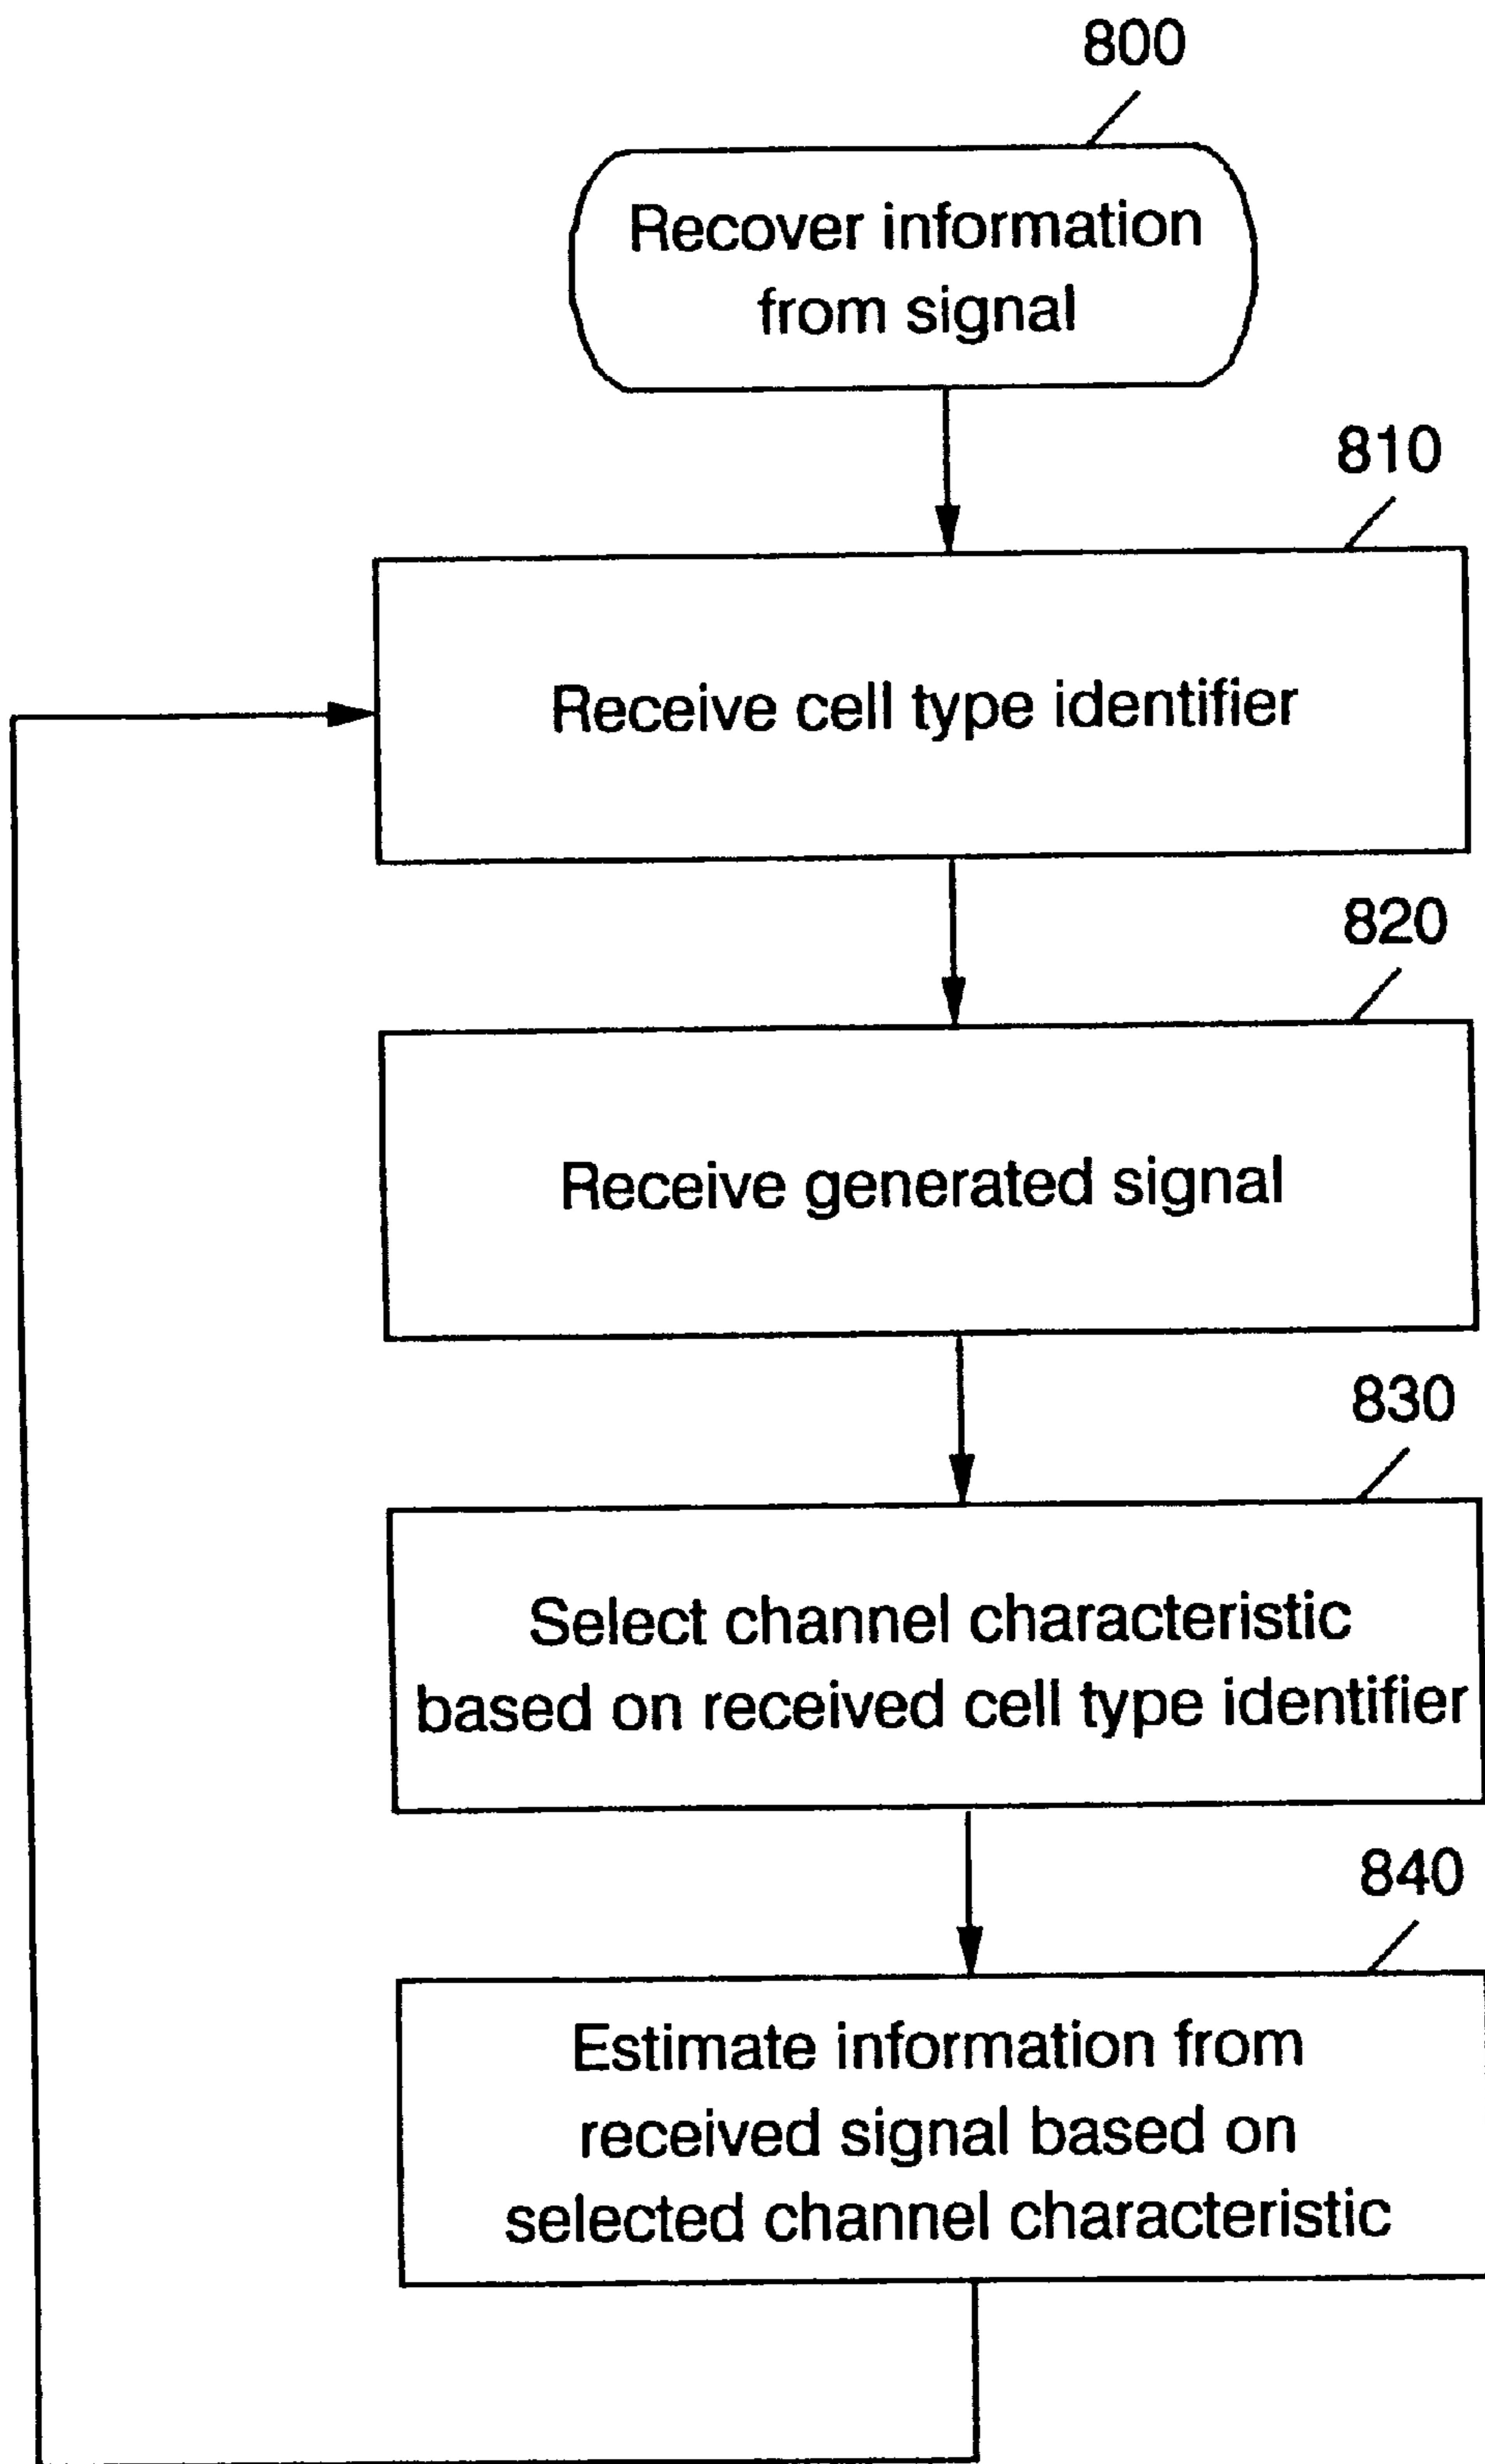 800
Recover information
from signal
810
Receive cell type identifier
820
Receive generated signal
830
Select channel characteristic
based on received cell type identifier
840
Estimate information from
received signal based on
selected channel characteristic